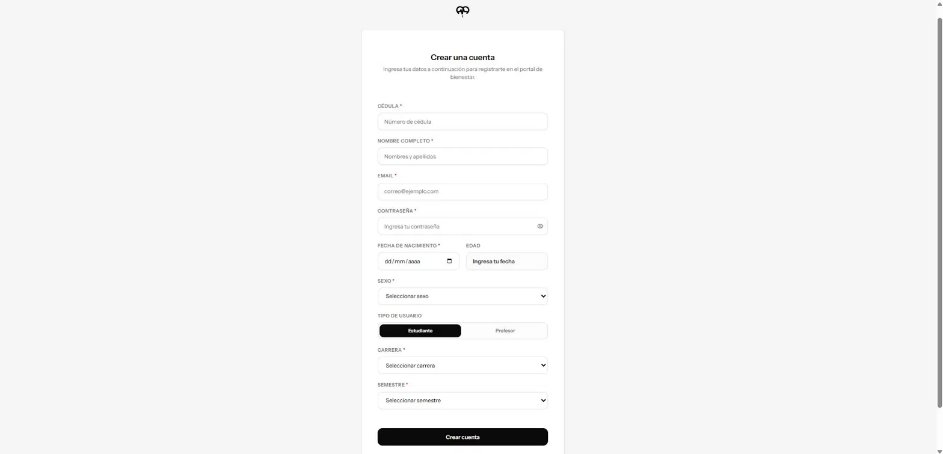 Crear una cuenta
Ingresa tus datos a continuación para registrarte en el portal de
bienestar.
CÉDULA *
Número de cédula
NOMBRE COMPLETO *
Nombres y apellidos
EMAIL *
correo@ejemplo.com
CONTRASEÑA *
Ingresa tu contraseña
FECHA DE NACIMIENTO * EDAD
dd/mm/aaaa Ingresa tu fecha
SEXO *
Seleccionar sexo
TIPO DE USUARIO
Estudiante Profesor
CARRERA *
Seleccionar carrera
SEMESTRE *
Seleccionar semestre
Crear cuenta